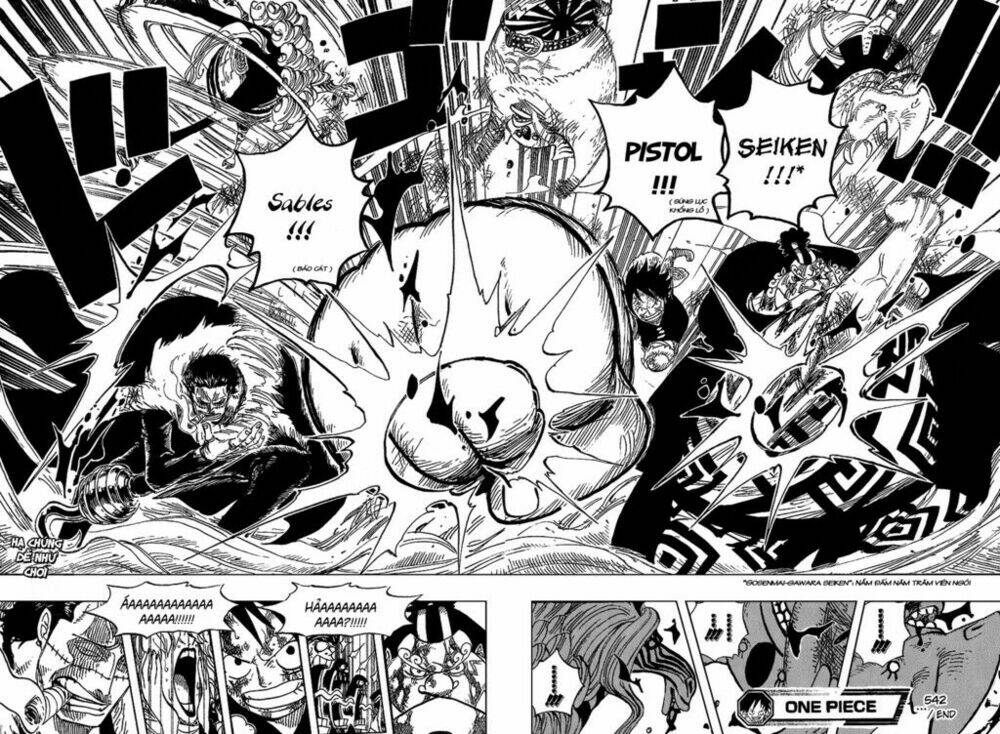 SEIKEN
!!!*
PISTOL
!!!
( SÚNG LỤC
KHỔNG LỒ )
Sables
!!!
( BÃO CÁT )
HẠ CHÚNG
DỄ NHƯ
CHƠI
"GOSENMAI-GAWARA SEIKEN": NẮM ĐẤM NĂM TRĂM VIÊN NGÓI
ÁAAAAAAAAAAAA
AAAAA!!!!!!
HẢAAAAAAAA
AAAA?!!!!!
...!!!
...!!!
...!!!
ONE PIECE
542
.../ END